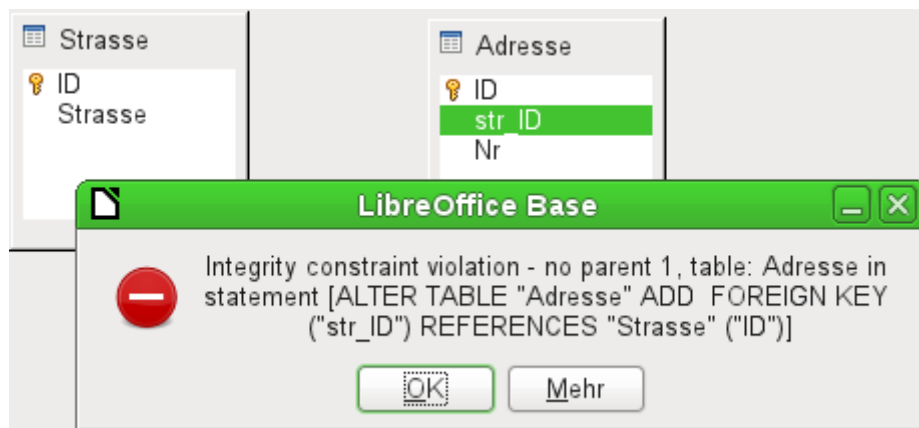 Strasse
ID
Strasse
Adresse
ID
str_ID
Nr
LibreOffice Base
Integrity constraint violation - no parent 1, table: Adresse in
statement [ALTER TABLE "Adresse" ADD  FOREIGN KEY
("str_ID") REFERENCES "Strasse" ("ID")]
OK
Mehr